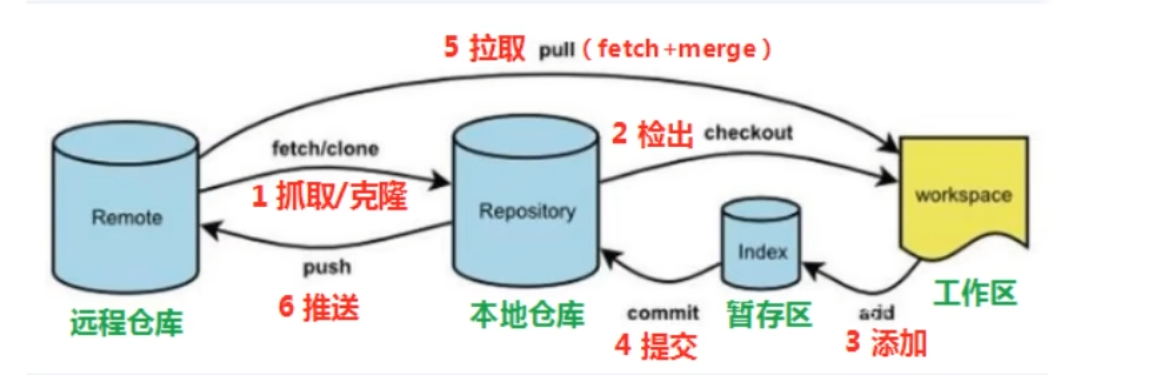 5 拉取 pull（fetch+merge）
fetch/clone
1 抓取/克隆
2 检出 checkout
Remote
Repository
workspace
Index
push
6 推送
远程仓库
本地仓库
commit
4 提交
暂存区
add
3 添加
工作区